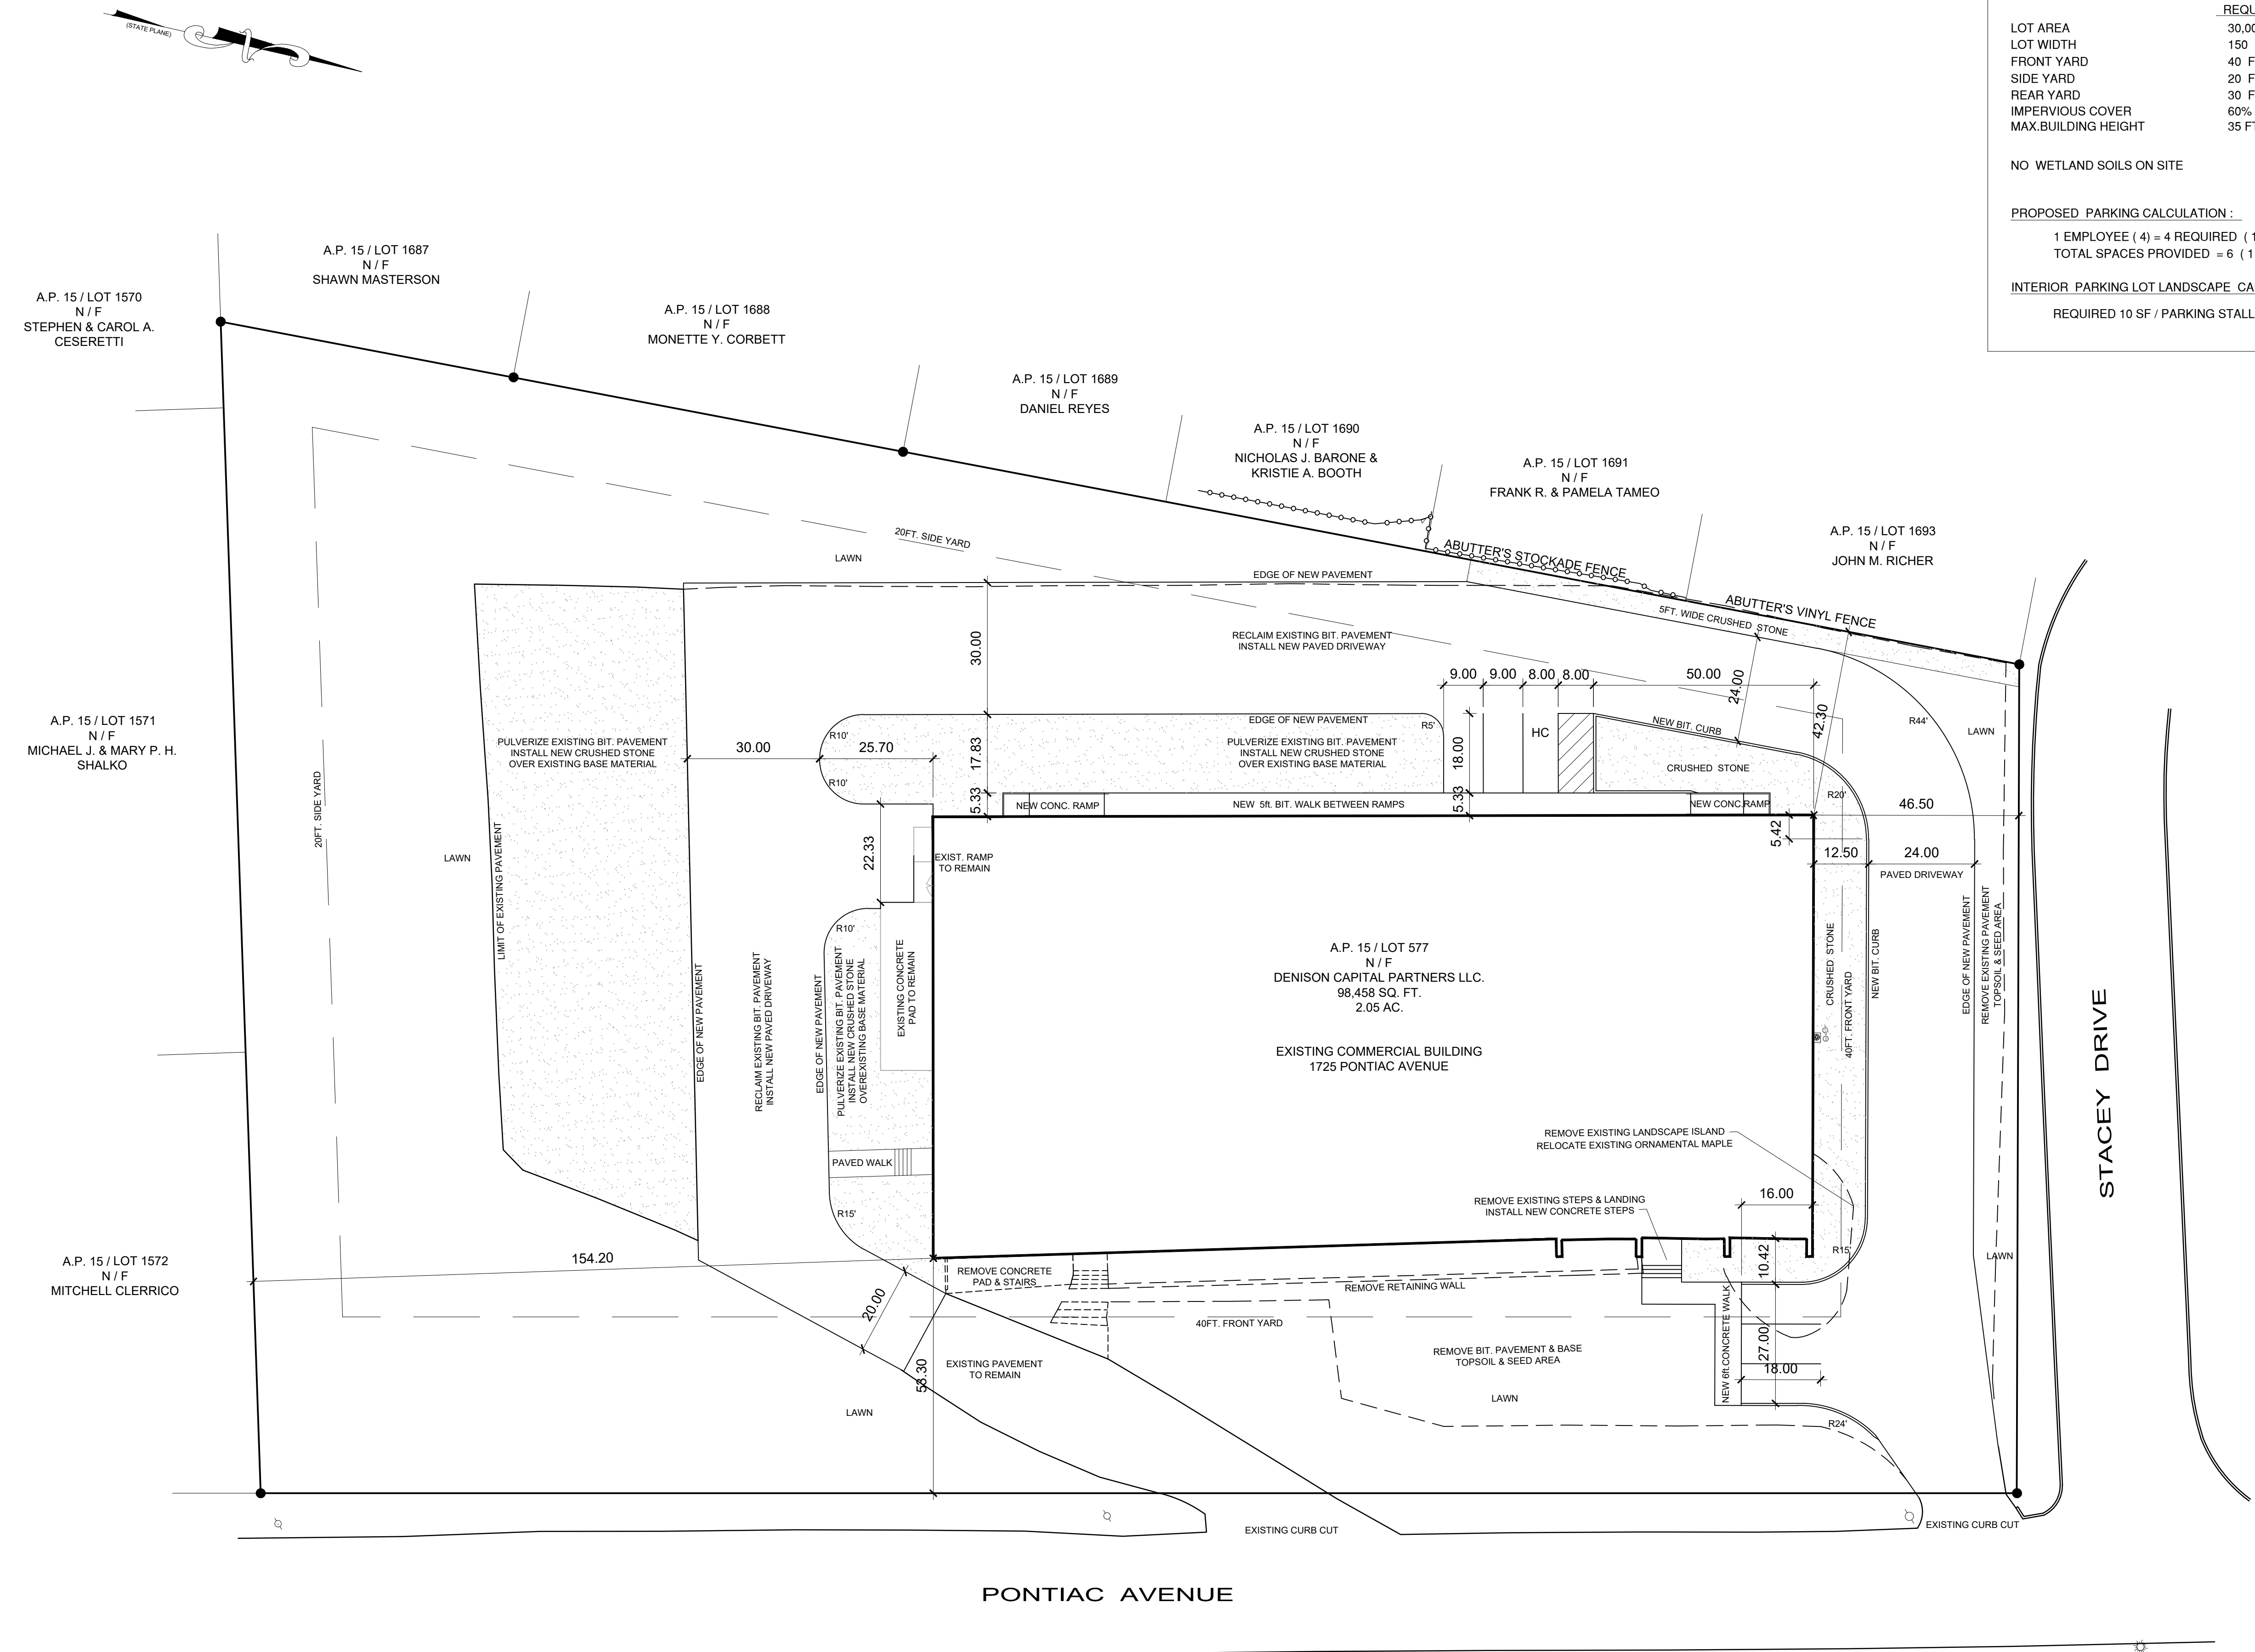 (STATE PLANE)
REQU
LOT AREA 30,00
LOT WIDTH 150
FRONT YARD 40 F
SIDE YARD 20 F
REAR YARD 30 F
IMPERVIOUS COVER 60%
MAX.BUILDING HEIGHT 35 FT
NO WETLAND SOILS ON SITE
PROPOSED PARKING CALCULATION :
1 EMPLOYEE ( 4) = 4 REQUIRED ( 1
TOTAL SPACES PROVIDED = 6 ( 1
INTERIOR PARKING LOT LANDSCAPE CA
REQUIRED 10 SF / PARKING STALL
A.P. 15 / LOT 1570
N / F
STEPHEN & CAROL A.
CESERETTI
A.P. 15 / LOT 1687
N / F
SHAWN MASTERSON
A.P. 15 / LOT 1688
N / F
MONETTE Y. CORBETT
A.P. 15 / LOT 1689
N / F
DANIEL REYES
A.P. 15 / LOT 1690
N / F
NICHOLAS J. BARONE &
KRISTIE A. BOOTH
A.P. 15 / LOT 1691
N / F
FRANK R. & PAMELA TAMEO
A.P. 15 / LOT 1693
N / F
JOHN M. RICHER
20FT. SIDE YARD
LAWN
ABUTTER'S STOCKADE FENCE
EDGE OF NEW PAVEMENT
ABUTTER'S VINYL FENCE
5FT. WIDE CRUSHED STONE
RECLAIM EXISTING BIT. PAVEMENT
INSTALL NEW PAVED DRIVEWAY
30.00
9.00
9.00
8.00
8.00
50.00
24.00
42.30
R44'
LAWN
A.P. 15 / LOT 1571
N / F
MICHAEL J. & MARY P. H.
SHALKO
PULVERIZE EXISTING BIT. PAVEMENT
INSTALL NEW CRUSHED STONE
OVER EXISTING BASE MATERIAL
30.00
25.70
R10'
R10'
17.83
5.33
EDGE OF NEW PAVEMENT
PULVERIZE EXISTING BIT. PAVEMENT
INSTALL NEW CRUSHED STONE
OVER EXISTING BASE MATERIAL
R5'
18.00
5.33
HC
NEW BIT. CURB
CRUSHED STONE
R20'
46.50
NEW CONC. RAMP
NEW 5ft. BIT. WALK BETWEEN RAMPS
NEW CONC.RAMP
5.42
12.50
24.00
PAVED DRIVEWAY
20FT. SIDE YARD
LAWN
LIMIT OF EXISTING PAVEMENT
22.33
EXIST. RAMP
TO REMAIN
R10'
EDGE OF NEW PAVEMENT
RECLAIM EXISTING BIT. PAVEMENT
INSTALL NEW PAVED DRIVEWAY
EDGE OF NEW PAVEMENT
PULVERIZE EXISTING BIT. PAVEMENT
INSTALL NEW CRUSHED STONE
OVEREXISTING BASE MATERIAL
EXISTING CONCRETE
PAD TO REMAIN
A.P. 15 / LOT 577
N / F
DENISON CAPITAL PARTNERS LLC.
98,458 SQ. FT.
2.05 AC.
EXISTING COMMERCIAL BUILDING
1725 PONTIAC AVENUE
CRUSHED STONE
40FT. FRONT YARD
NEW BIT. CURB
EDGE OF NEW PAVEMENT
REMOVE EXISTING PAVEMENT
TOPSOIL & SEED AREA
STACEY DRIVE
PAVED WALK
R15'
REMOVE EXISTING LANDSCAPE ISLAND
RELOCATE EXISTING ORNAMENTAL MAPLE
16.00
REMOVE EXISTING STEPS & LANDING
INSTALL NEW CONCRETE STEPS
10.42
R15'
LAWN
A.P. 15 / LOT 1572
N / F
MITCHELL CLERRICO
154.20
REMOVE CONCRETE
PAD & STAIRS
REMOVE RETAINING WALL
20.00
40FT. FRONT YARD
NEW 6ft.CONCRETE WALK
27.00
18.00
REMOVE BIT. PAVEMENT & BASE
TOPSOIL & SEED AREA
53.30
EXISTING PAVEMENT
TO REMAIN
LAWN
LAWN
R24'
EXISTING CURB CUT
EXISTING CURB CUT
PONTIAC AVENUE